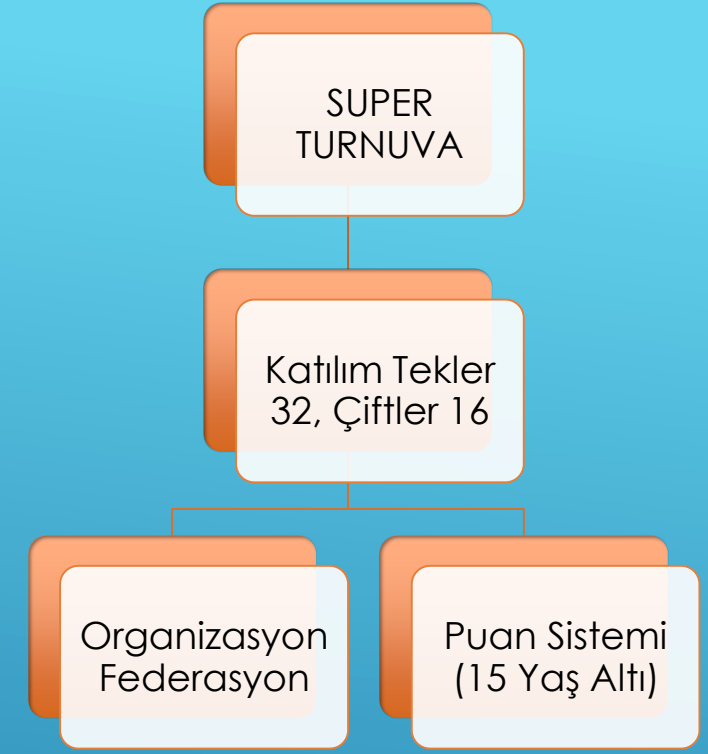 SUPER
TURNUVA
Katılım Tekler
32, Çiftler 16
Organizasyon
Federasyon
Puan Sistemi
(15 Yaş Altı)